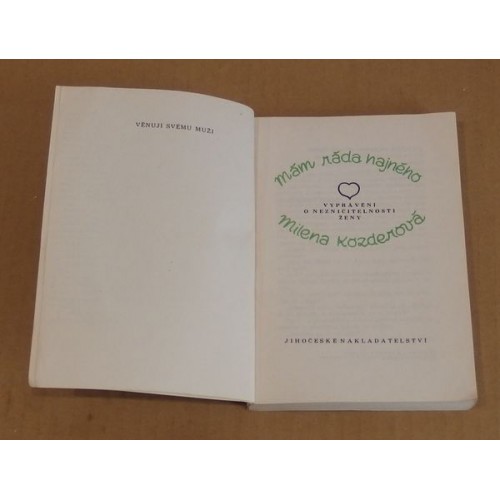 VĚNUJI SVÉMU MUŽI
Mám ráda hajného
VYPRÁVĚNÍ
O NEZNIČITELNOSTI
ŽENY
Milena Kozderová
JIHOČESKÉ NAKLADATELSTVÍ